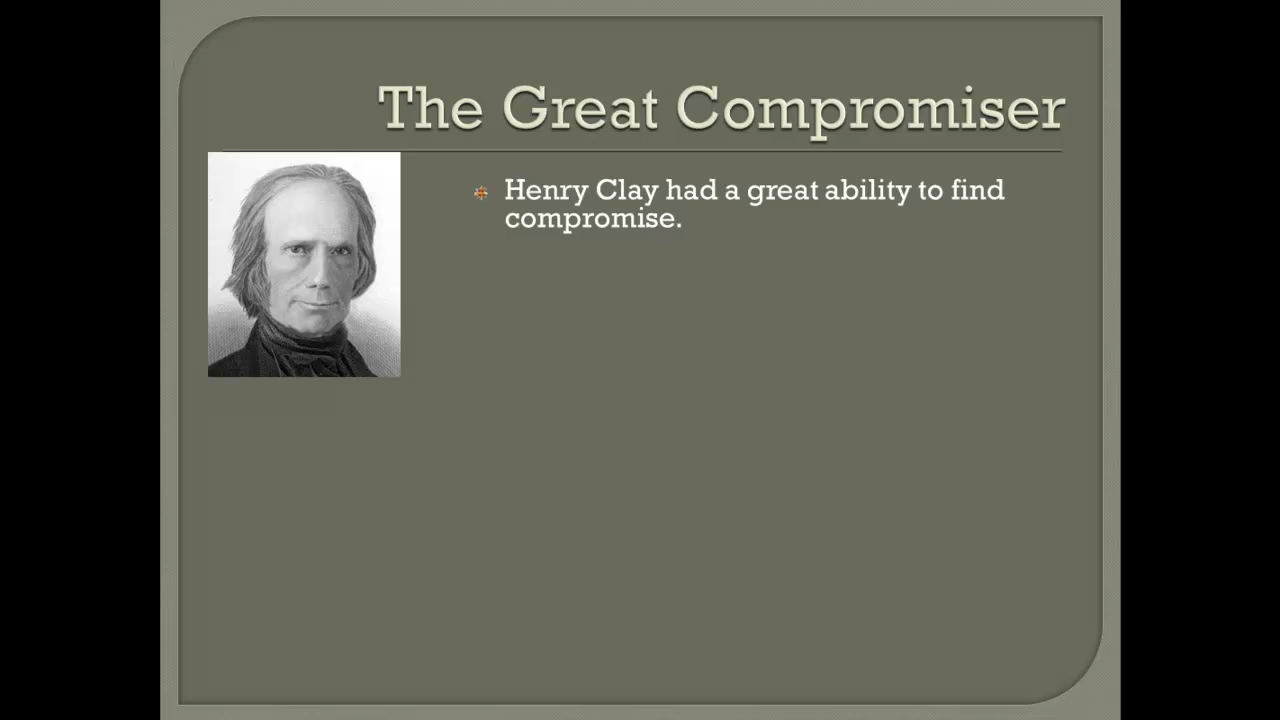 The Great Compromiser
Henry Clay had a great ability to find
compromise.